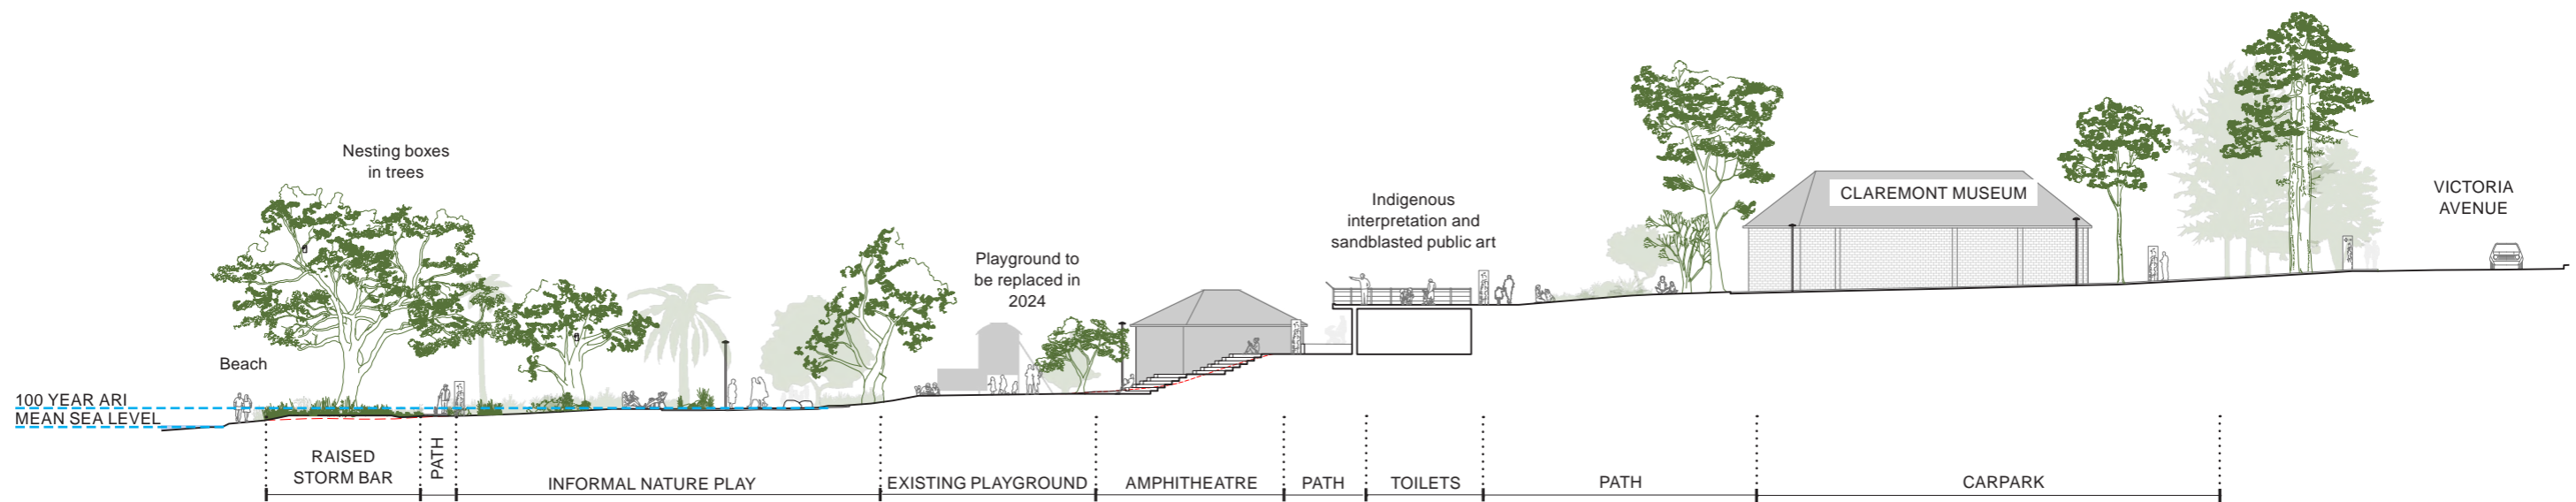 Nesting boxes
in trees
Beach
100 YEAR ARI
MEAN SEA LEVEL
Playground to
be replaced in
2024
Indigenous
interpretation and
sandblasted public art
CLAREMONT MUSEUM
VICTORIA
AVENUE
RAISED
STORM BAR
PATH
INFORMAL NATURE PLAY
EXISTING PLAYGROUND
AMPHITHEATRE
PATH
TOILETS
PATH
CARPARK